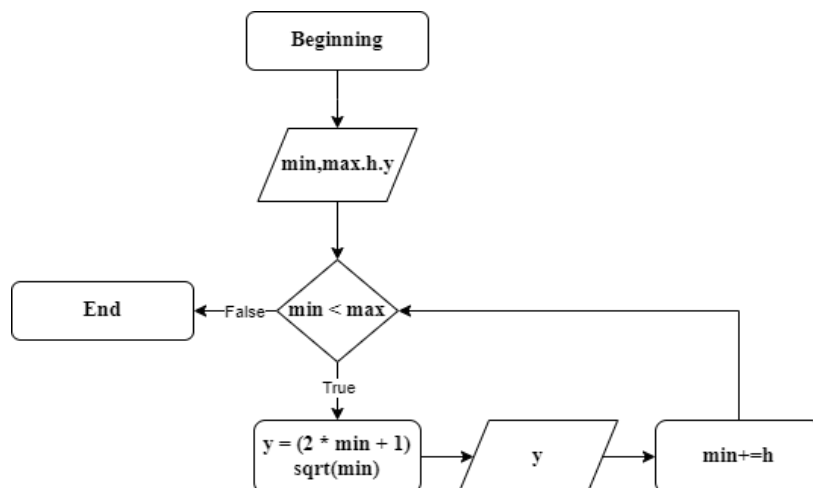 Beginning
min,max.h.y
min < max
False
End
True
y = (2 * min + 1)
sqrt(min)
y
min+=h